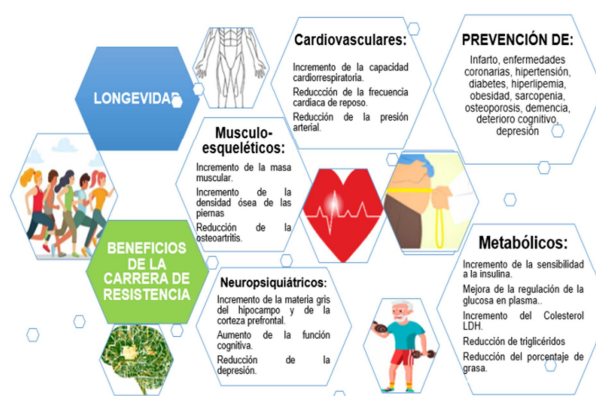 LONGEVIDAD
Cardiovasculares:
Incremento de la capacidad
cardiorrespiratoria.
Reduccción de la frecuencia
cardiaca de reposo.
Reducción de la presión
arterial.
PREVENCIÓN DE:
Infarto, enfermedades
coronarias, hipertensión,
diabetes, hiperlipemia,
obesidad, sarcopenia,
osteoporosis, demencia,
deterioro cognitivo,
depresión
Musculo-
esqueléticos:
Incremento de la masa
muscular.
Incremento de la
densidad ósea de las
piernas
Reducción de la
osteoartritis.
BENEFICIOS
DE LA
CARRERA DE
RESISTENCIA
Neuropsiquiátricos:
Incremento de la materia gris
del hipocampo y de la
corteza prefrontal.
Aumento de la función
cognitiva.
Reducción de la
depresión.
Metabólicos:
Incremento de la sensibilidad
a la insulina.
Mejora de la regulación de la
glucosa en plasma..
Incremento del Colesterol
LDH.
Reducción de triglicéridos
Reducción del porcentaje de
grasa.